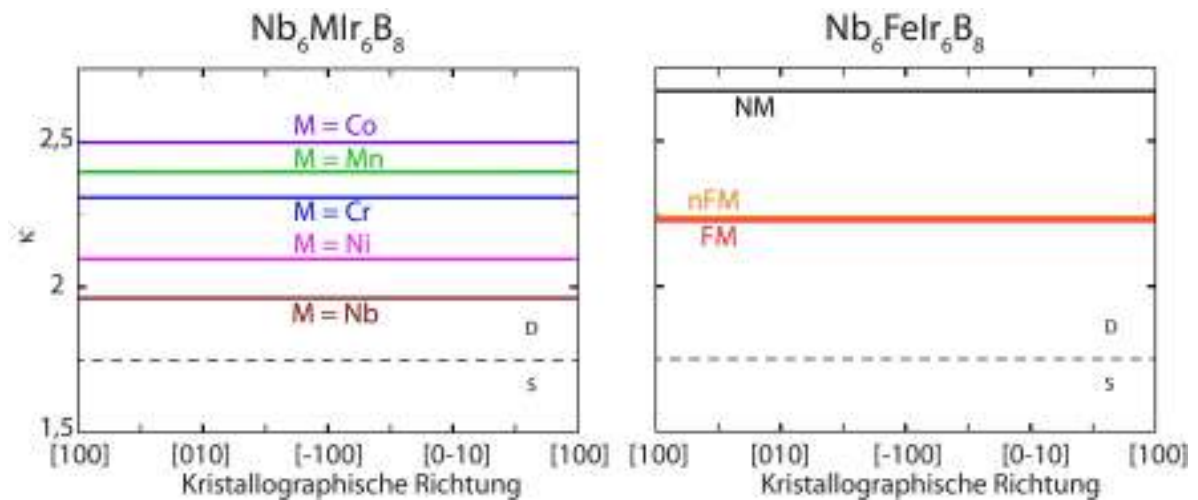 Nb₆MIr₆B₈
κ
2,5
2
1,5
M = Co
M = Mn
M = Cr
M = Ni
M = Nb
D
S
[100] [010] [-100] [0-10] [100]
Kristallographische Richtung
Nb₆FeIr₆B₈
NM
nFM
FM
D
S
[100] [010] [-100] [0-10] [100]
Kristallographische Richtung